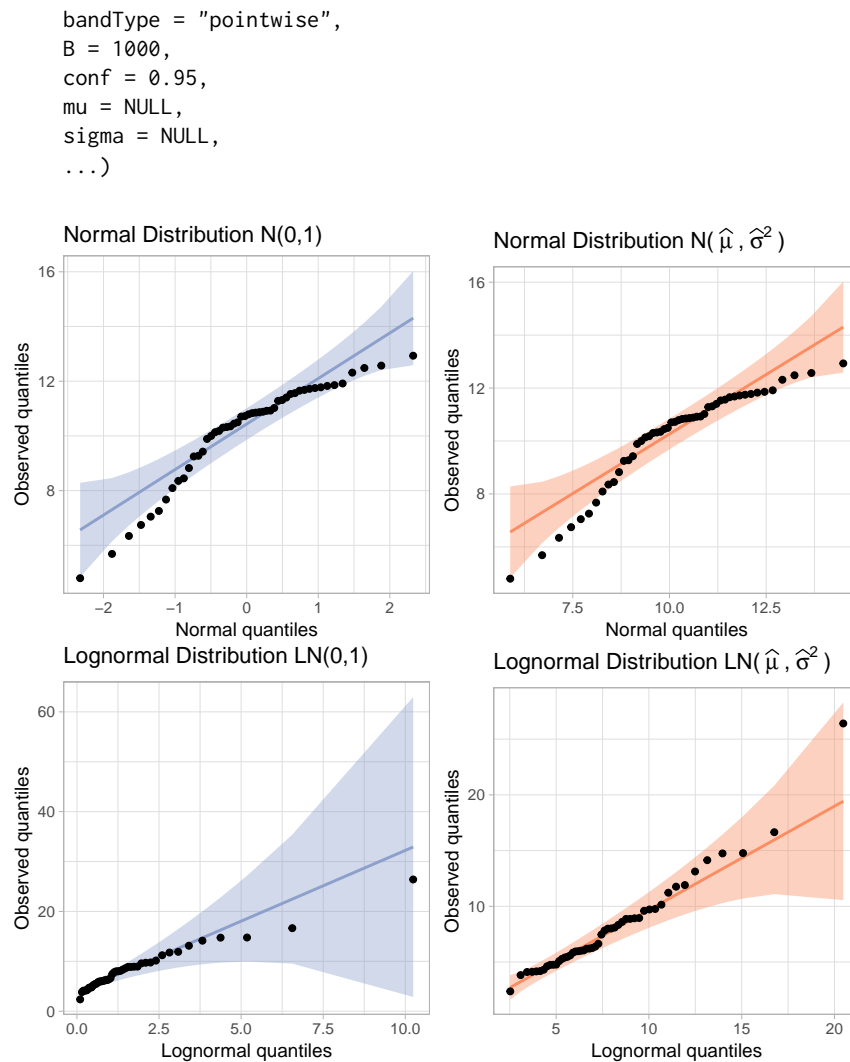 bandType = "pointwise",
B = 1000,
conf = 0.95,
mu = NULL,
sigma = NULL,
...)
Normal Distribution N(0,1)
16
12
8
Observed quantiles
−2 −1 0 1 2
Normal quantiles
Normal Distribution N( μ̂ , σ̂² )
16
12
8
Observed quantiles
7.5 10.0 12.5
Normal quantiles
Lognormal Distribution LN(0,1)
60
40
20
0
Observed quantiles
0.0 2.5 5.0 7.5 10.0
Lognormal quantiles
Lognormal Distribution LN( μ̂ , σ̂² )
20
10
Observed quantiles
5 10 15 20
Lognormal quantiles